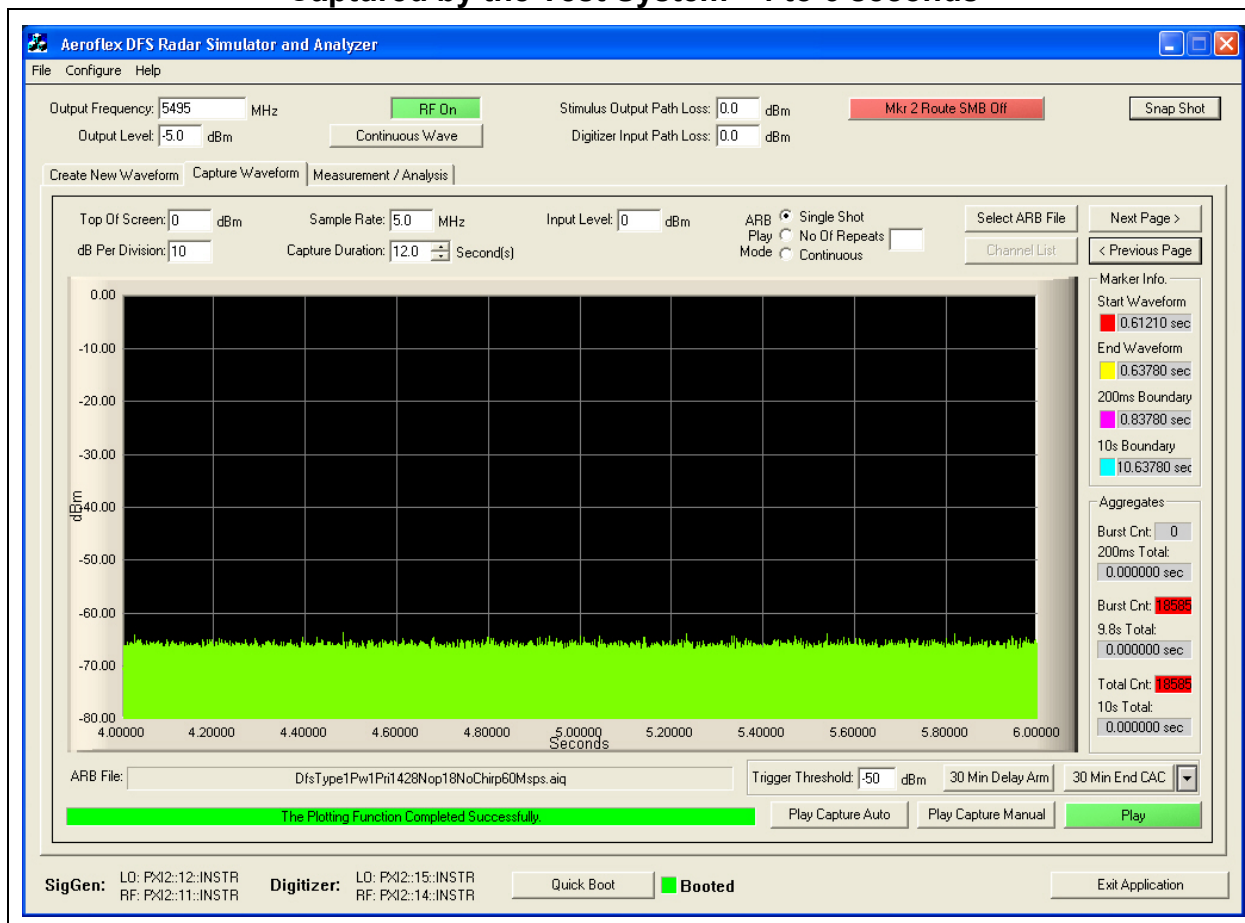 Captured by the Test System - 4 to 6 seconds
Aeroflex DFS Radar Simulator and Analyzer
File Configure Help
Output Frequency: 5495 MHz
RF On
Stimulus Output Path Loss: 0.0 dBm
Mkr 2 Route SMB Off
Snap Shot
Output Level: -5.0 dBm
Continuous Wave
Digitizer Input Path Loss: 0.0 dBm
Create New Waveform Capture Waveform Measurement / Analysis
Top Of Screen: 0 dBm
Sample Rate: 5.0 MHz
Input Level: 0 dBm
ARB Play Mode
Single Shot
No Of Repeats
Continuous
Select ARB File
Next Page >
dB Per Division: 10
Capture Duration: 12.0 Second(s)
Channel List
< Previous Page
0.00
-10.00
-20.00
-30.00
-40.00
-50.00
-60.00
-70.00
-80.00
dBm
4.00000 4.20000 4.40000 4.60000 4.80000 5.00000 5.20000 5.40000 5.60000 5.80000 6.00000
Seconds
Marker Info.
Start Waveform
0.61210 sec
End Waveform
0.63780 sec
200ms Boundary
0.83780 sec
10s Boundary
10.63780 sec
Aggregates
Burst Cnt: 0
200ms Total:
0.000000 sec
Burst Cnt: 18585
9.8s Total:
0.000000 sec
Total Cnt: 18585
10s Total:
0.000000 sec
ARB File: DfsType1Pw1Pri1428Nop18NoChirp60Msps.aiq
Trigger Threshold: -50 dBm
30 Min Delay Arm
30 Min End CAC
The Plotting Function Completed Successfully.
Play Capture Auto
Play Capture Manual
Play
SigGen: LO: PXI2::12::INSTR
RF: PXI2::11::INSTR
Digitizer: LO: PXI2::15::INSTR
RF: PXI2::14::INSTR
Quick Boot
Booted
Exit Application